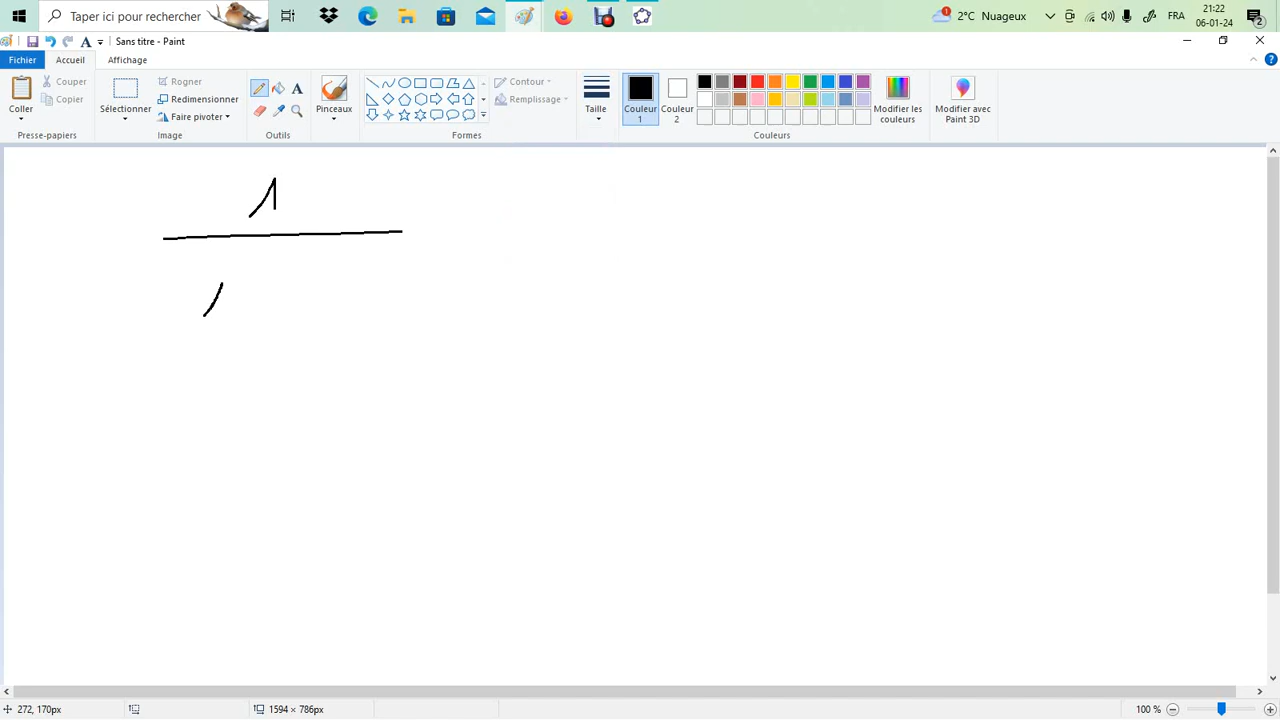 Taper ici pour rechercher 1 2°C Nuageux FRA 21:22 06-01-24 2
Sans titre - Paint
Fichier Accueil Affichage
Coller Sélectionner Couper Copier Rogner Redimensionner Faire pivoter A Pinceaux Contour Remplissage Taille Couleur 1 Couleur 2 Modifier les couleurs Modifier avec Paint 3D
Presse-papiers Image Outils Formes Couleurs
1
272, 170px 1594 × 786px 100 %